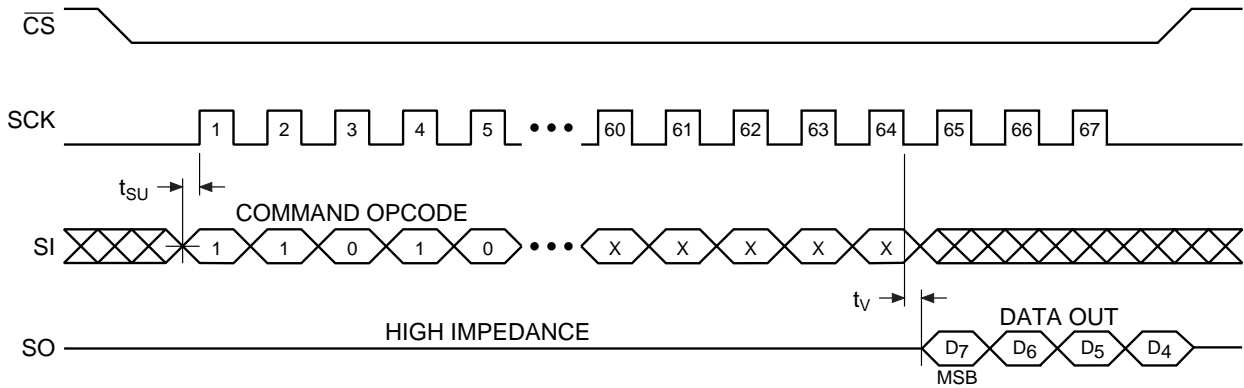 CS
SCK
1 2 3 4 5 ••• 60 61 62 63 64 65 66 67
tSU
COMMAND OPCODE
SI
1 1 0 1 0 ••• X X X X X
tV
HIGH IMPEDANCE
DATA OUT
SO
D7 D6 D5 D4
MSB